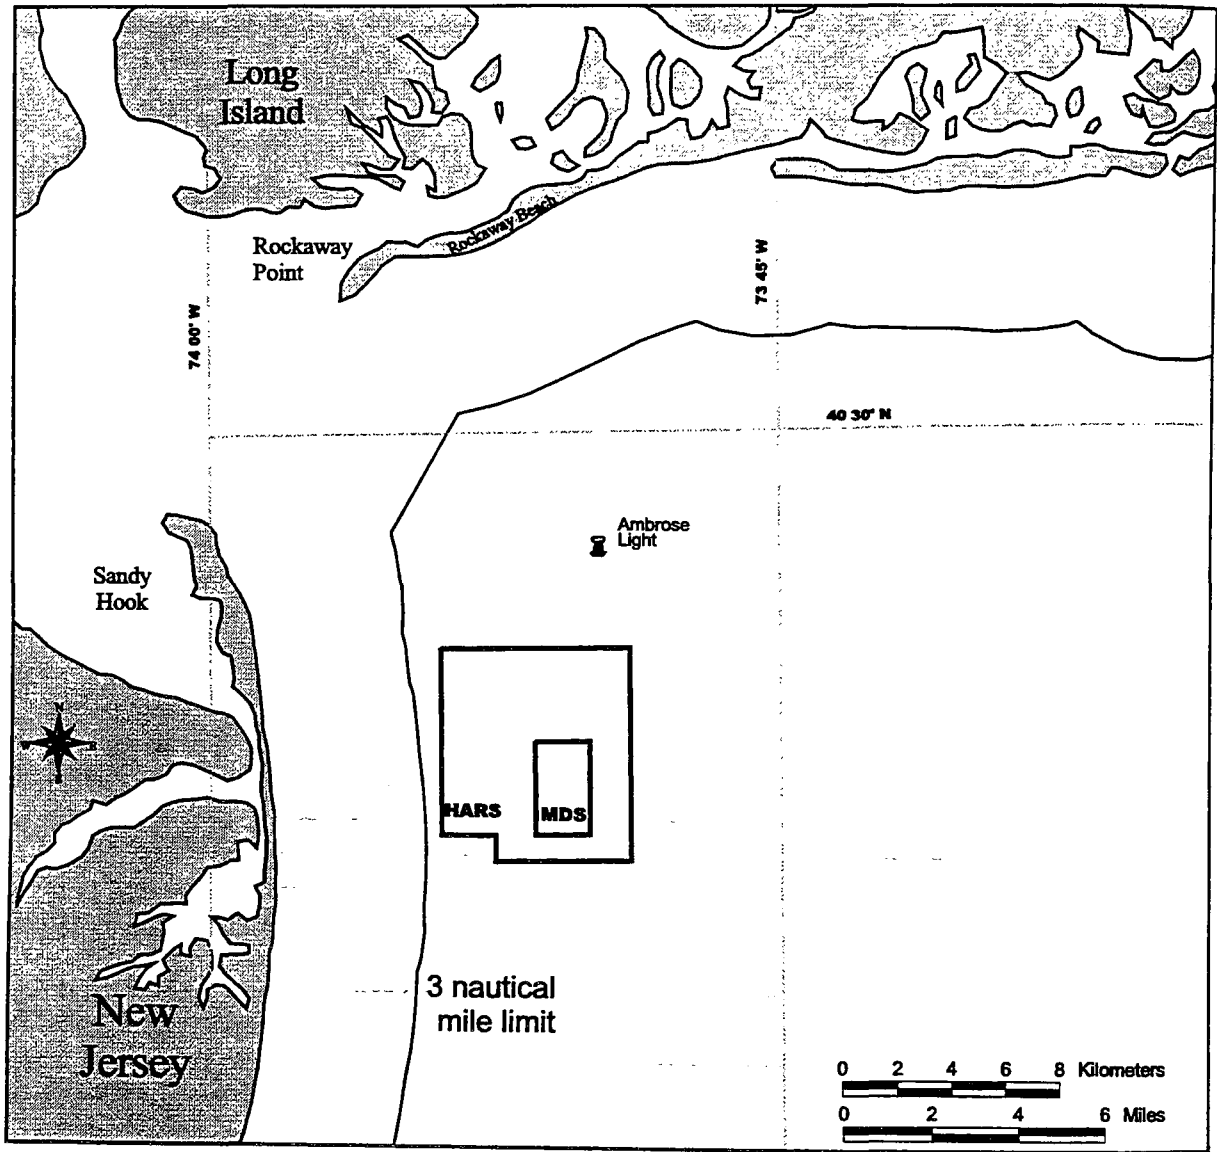 Long
Island
Rockaway Beach
Rockaway
Point
73 45' W
74 00' W
40 30' N
Ambrose
Light
Sandy
Hook
N
HARS
MDS
3 nautical
mile limit
New
Jersey
0 2 4 6 8 Kilometers
0 2 4 6 Miles